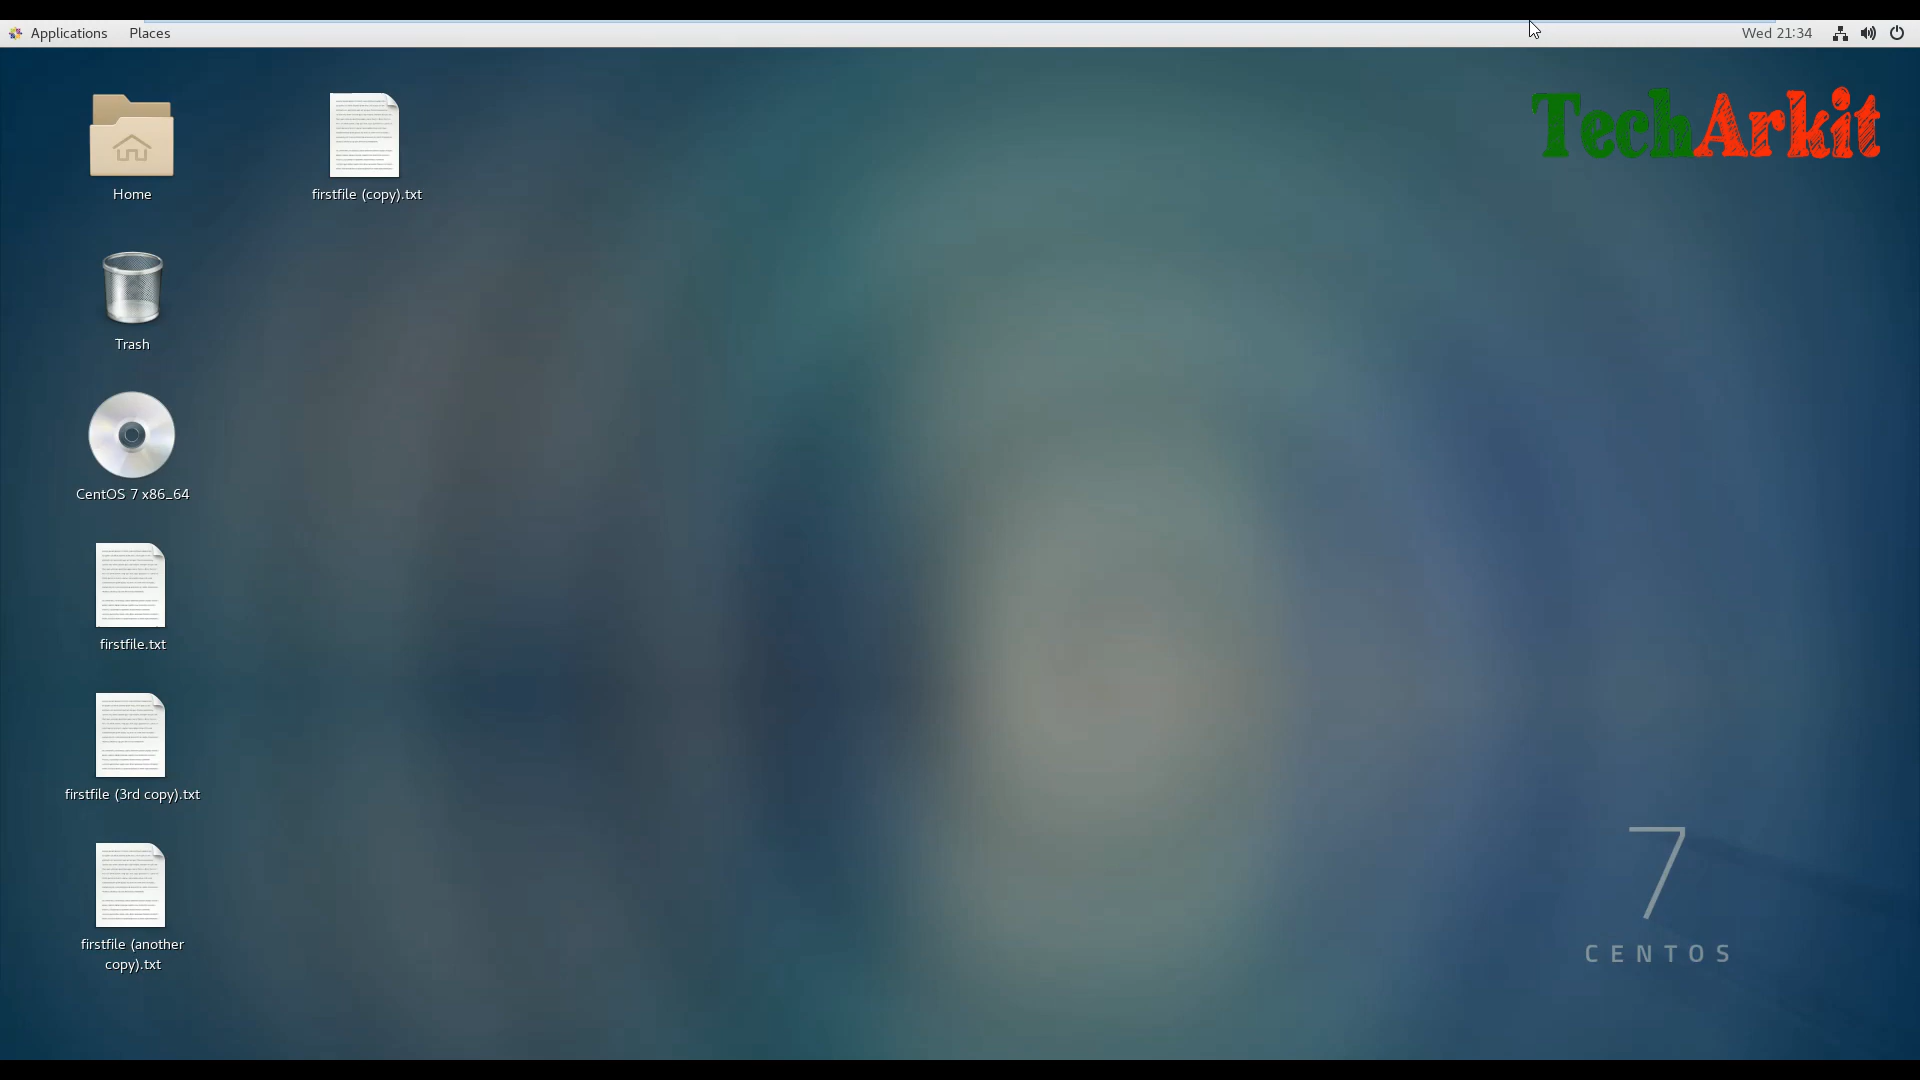 Applications Places Wed 21:34
TechArkit
Home
firstfile (copy).txt
Trash
CentOS 7 x86_64
firstfile.txt
firstfile (3rd copy).txt
firstfile (another
copy).txt
7
CENTOS